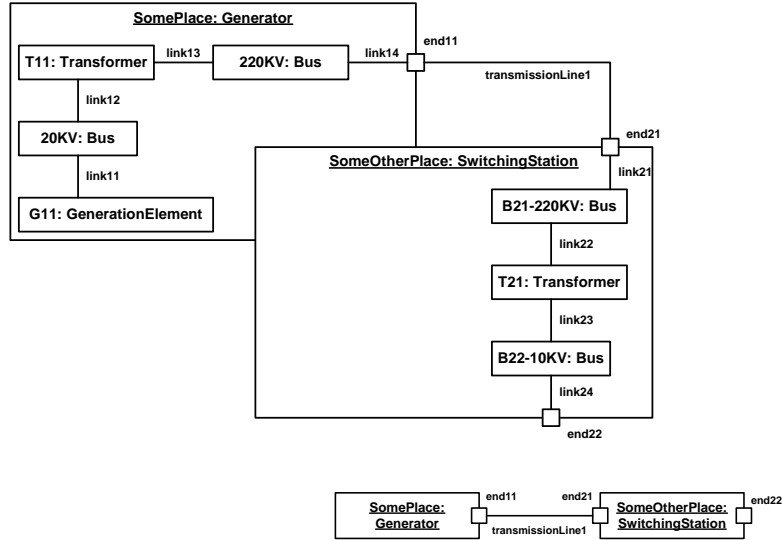 SomePlace: Generator
end11
link13
link14
T11: Transformer
220KV: Bus
transmissionLine1
link12
20KV: Bus
end21
SomeOtherPlace: SwitchingStation
link11
link21
G11: GenerationElement
B21-220KV: Bus
link22
T21: Transformer
link23
B22-10KV: Bus
link24
end22
end11
end21
end22
SomePlace:
Generator
transmissionLine1
SomeOtherPlace:
SwitchingStation